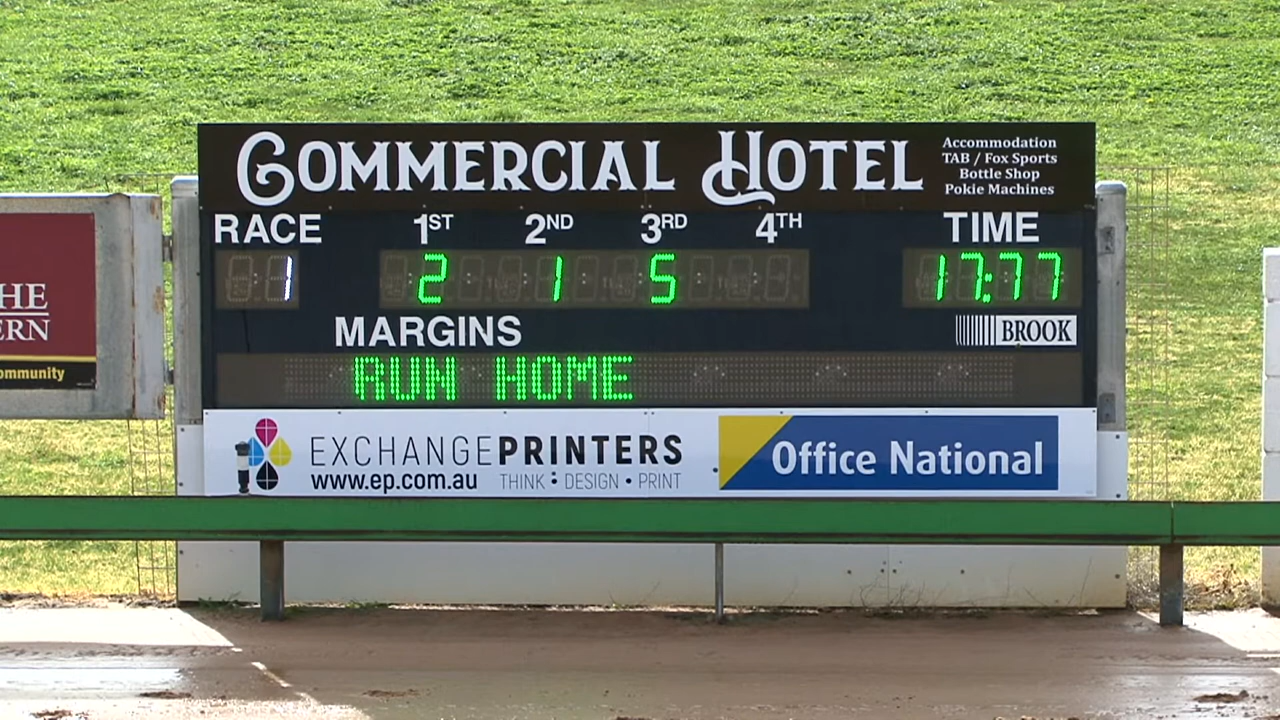 COMMERCIAL HOTEL
Accommodation
TAB / Fox Sports
Bottle Shop
Pokie Machines
RACE 1ST 2ND 3RD 4TH TIME
1 2 1 5 17:77
MARGINS
BROOK
RUN HOME
HE
ERN
ommunity
EXCHANGEPRINTERS
www.ep.com.au THINK : DESIGN • PRINT
Office National